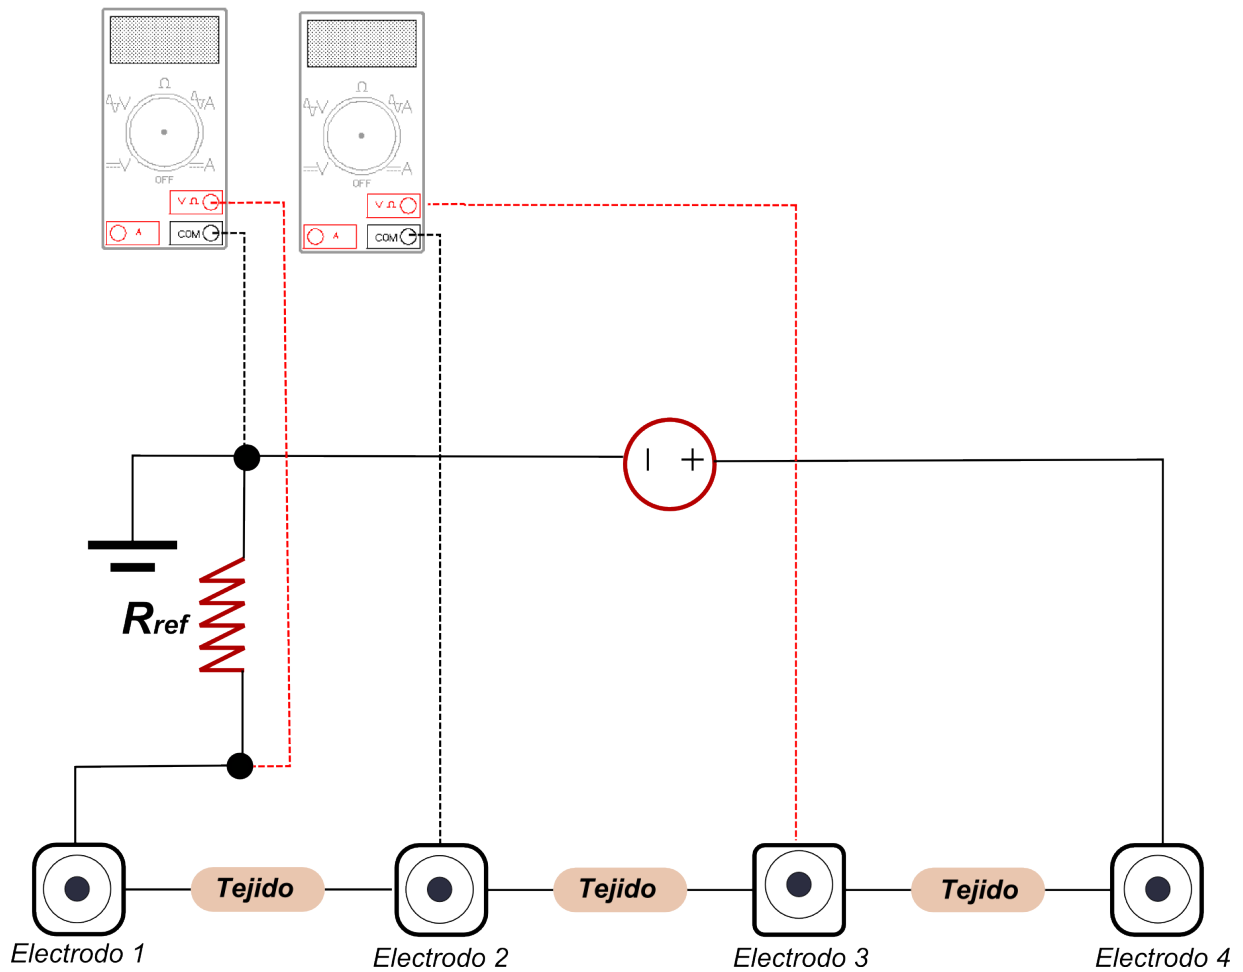 Ω
V
A
V
A
OFF
V Ω
A
COM
Ω
V
A
V
A
OFF
V Ω
A
COM
Rref
Tejido
Tejido
Tejido
Electrodo 1
Electrodo 2
Electrodo 3
Electrodo 4